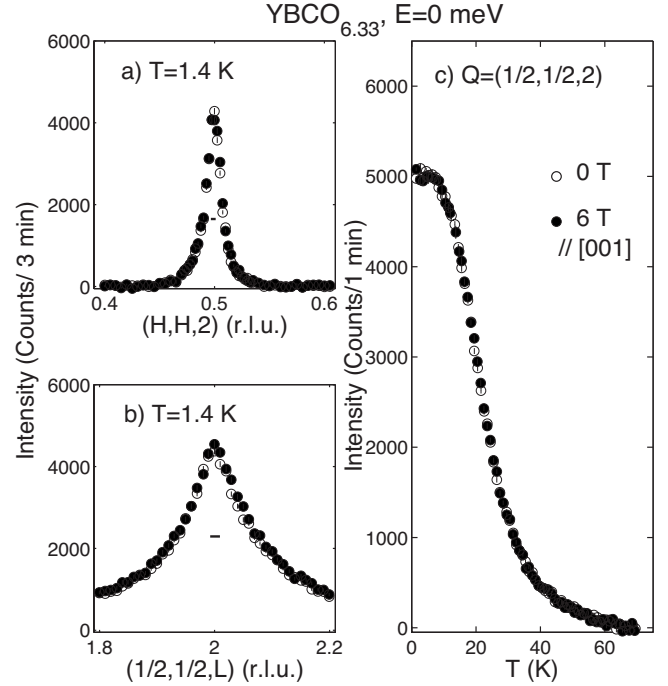 YBCO6.33, E=0 meV
a) T=1.4 K
6000
4000
2000
0
0.4
0.5
0.6
(H,H,2) (r.l.u.)
Intensity (Counts/ 3 min)
b) T=1.4 K
6000
4000
2000
0
1.8
2
2.2
(1/2,1/2,L) (r.l.u.)
c) Q=(1/2,1/2,2)
0 T
6 T
// [001]
6000
5000
4000
3000
2000
1000
0
Intensity (Counts/1 min)
0
20
40
60
T (K)